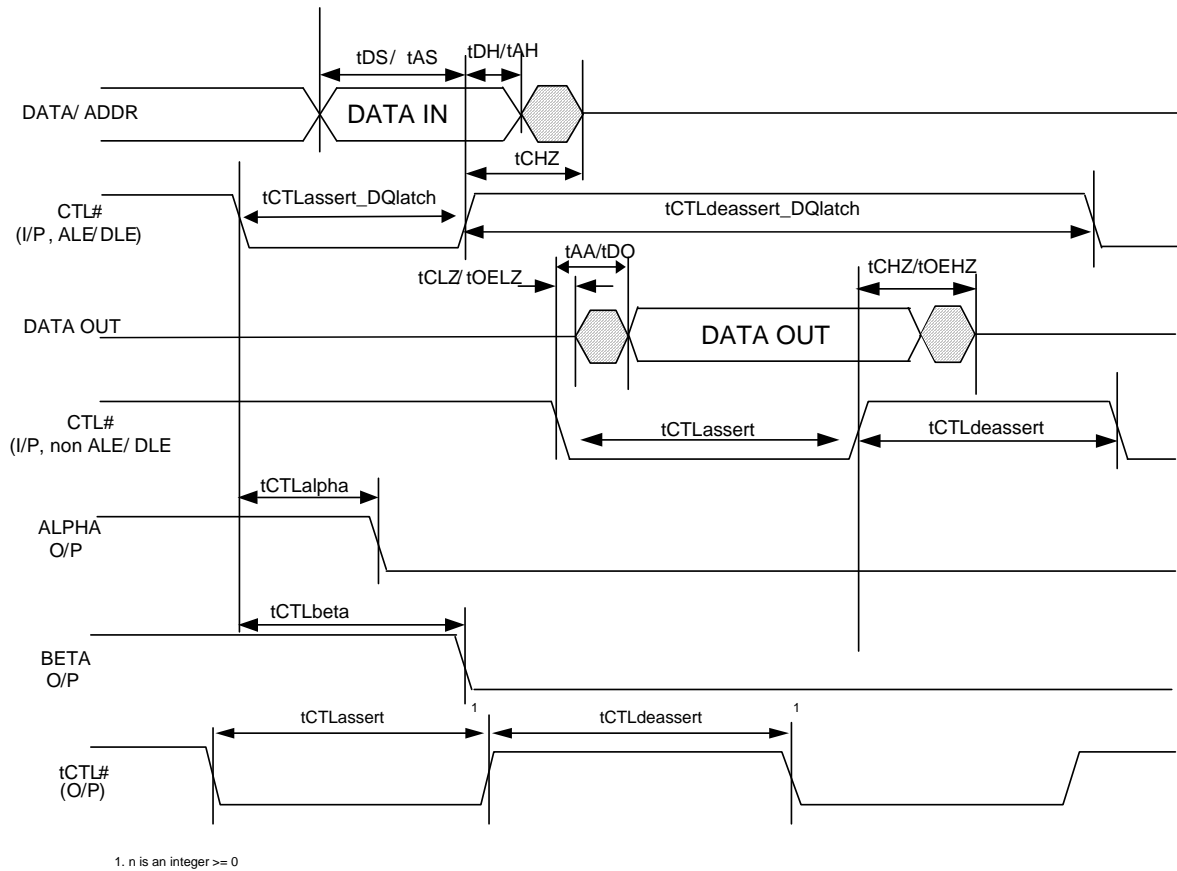 tDS/ tAS
tDH/tAH
DATA/ ADDR
DATA IN
tCHZ
tCTLassert_DQlatch
tCTLdeassert_DQlatch
CTL#
(I/P , ALE/ DLE)
tAA/tDO
tCLZ/ tOELZ
tCHZ/tOEHZ
DATA OUT
DATA OUT
CTL#
(I/P, non ALE/ DLE
tCTLassert
tCTLdeassert
tCTLalpha
ALPHA
O/P
tCTLbeta
BETA
O/P
tCTLassert
1
tCTLdeassert
1
tCTL#
(O/P)
1. n is an integer >= 0